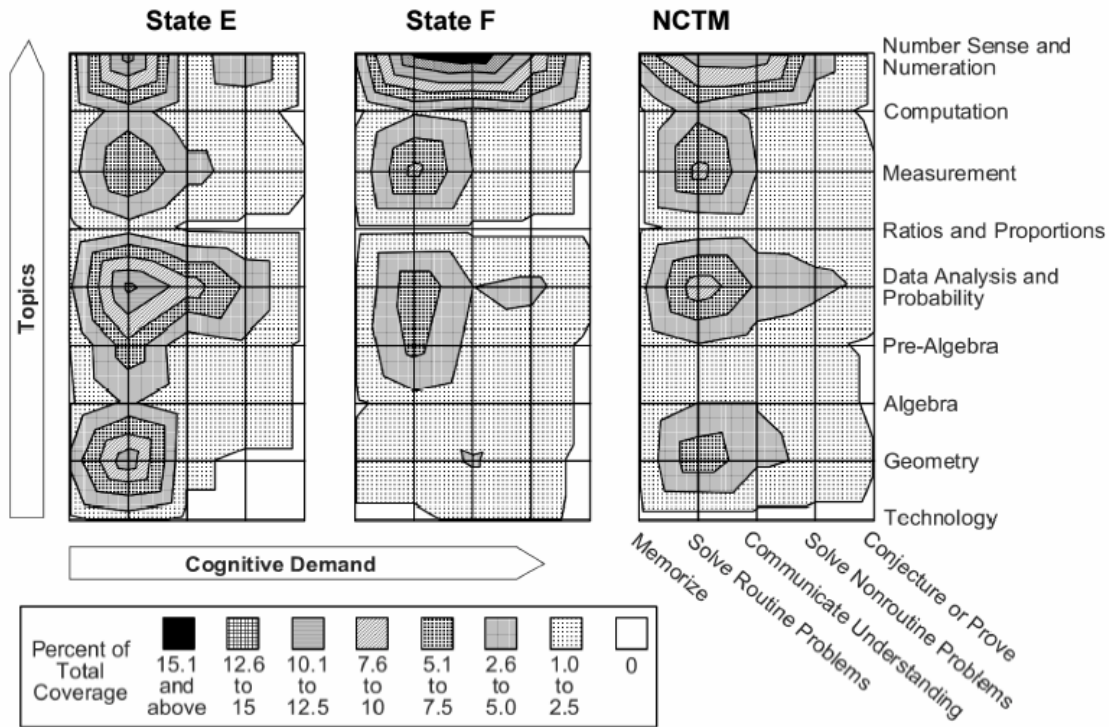 State E
State F
NCTM
Number Sense and
Numeration
Computation
Measurement
Ratios and Proportions
Data Analysis and
Probability
Pre-Algebra
Algebra
Geometry
Technology
Topics
Cognitive Demand
Memorize
Solve Routine Problems
Communicate Understanding
Solve Nonroutine Problems
Conjecture or Prove
Percent of
Total
Coverage
15.1
and
above
12.6
to
15
10.1
to
12.5
7.6
to
10
5.1
to
7.5
2.6
to
5.0
1.0
to
2.5
0